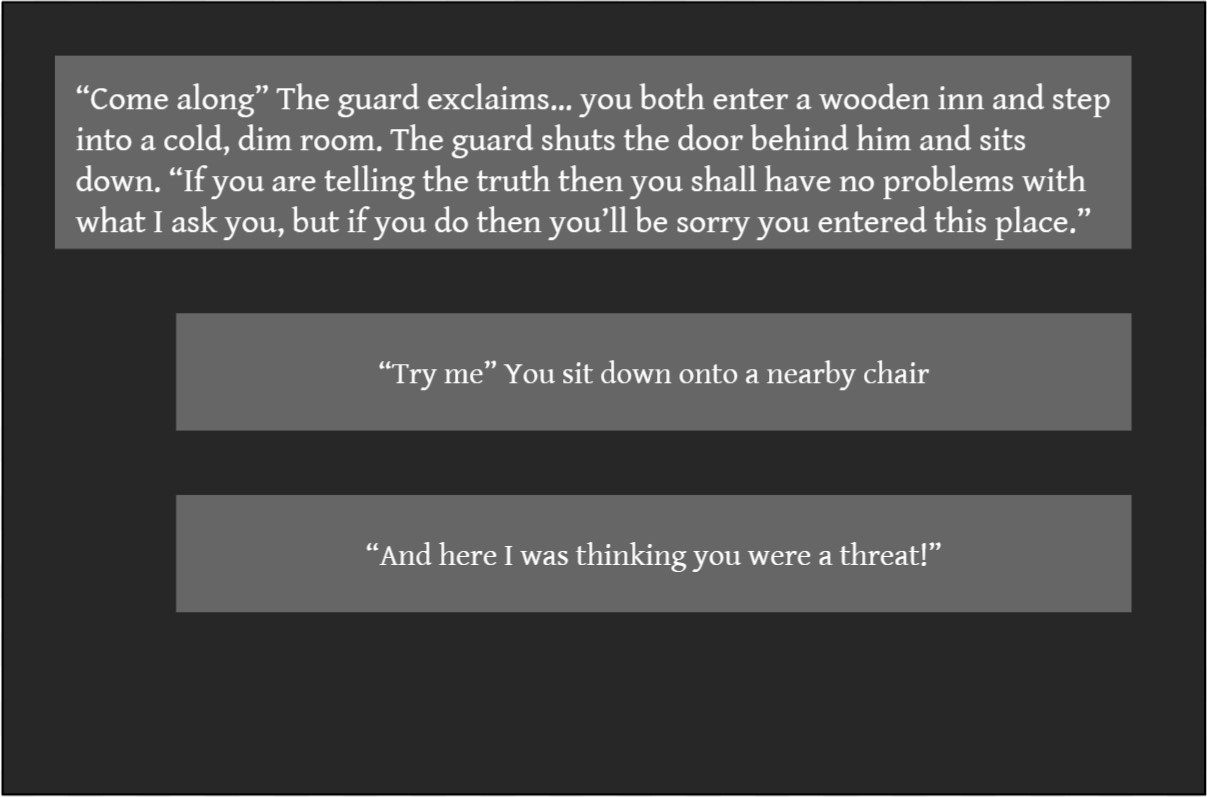 “Come along” The guard exclaims... you both enter a wooden inn and step
into a cold, dim room. The guard shuts the door behind him and sits
down. “If you are telling the truth then you shall have no problems with
what I ask you, but if you do then you’ll be sorry you entered this place.”
“Try me” You sit down onto a nearby chair
“And here I was thinking you were a threat!”